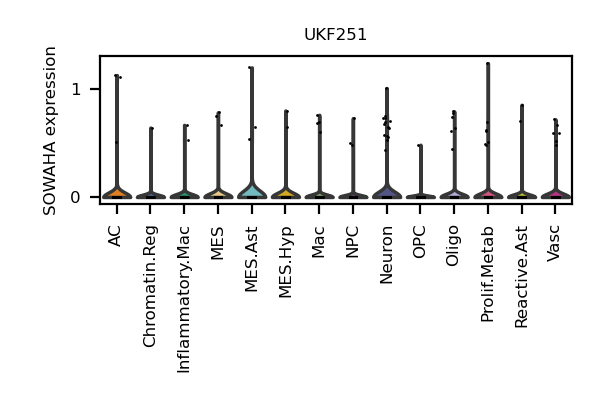 UKF251
SOWAHA expression
1
0
AC
Chromatin.Reg
Inflammatory.Mac
MES
MES.Ast
MES.Hyp
Mac
NPC
Neuron
OPC
Oligo
Prolif.Metab
Reactive.Ast
Vasc